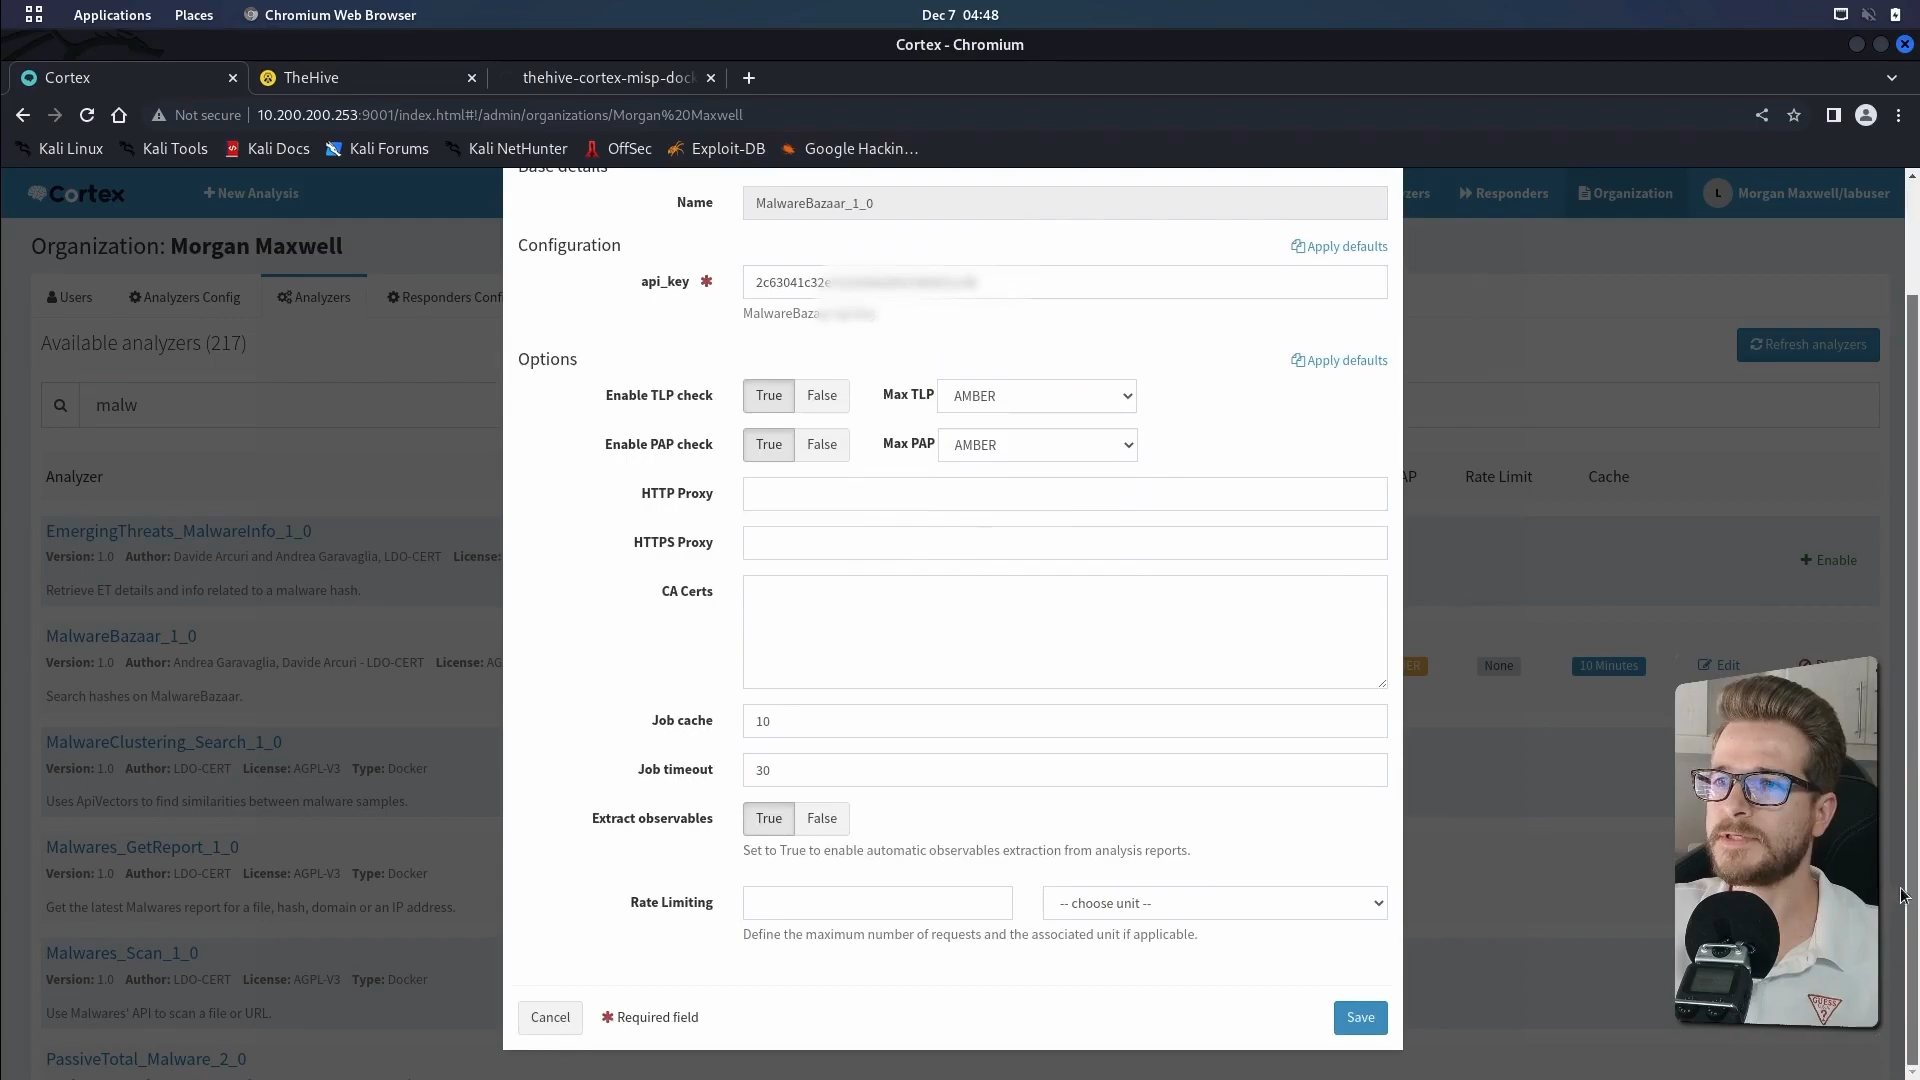 Applications Places Chromium Web Browser Dec 7 04:48
Cortex - Chromium
Cortex TheHive thehive-cortex-misp-dock
Not secure 10.200.200.253:9001/index.html#!/admin/organizations/Morgan%20Maxwell
Kali Linux Kali Tools Kali Docs Kali Forums Kali NetHunter OffSec Exploit-DB Google Hackin…
Cortex + New Analysis Responders Organization L Morgan Maxwell/labuser
Base details
Name MalwareBazaar_1_0
Organization: Morgan Maxwell
Configuration Apply defaults
api_key * 2c63041c32e
Users Analyzers Config Analyzers Responders Conf
MalwareBaza
Available analyzers (217) Refresh analyzers
Options Apply defaults
Enable TLP check True False Max TLP AMBER
malw
Enable PAP check True False Max PAP AMBER
Analyzer AP Rate Limit Cache
HTTP Proxy
EmergingThreats_MalwareInfo_1_0
HTTPS Proxy
Version: 1.0 Author: Davide Arcuri and Andrea Garavaglia, LDO-CERT License:
+ Enable
Retrieve ET details and info related to a malware hash.
CA Certs
MalwareBazaar_1_0
Version: 1.0 Author: Andrea Garavaglia, Davide Arcuri - LDO-CERT License: AG
ER None 10 Minutes Edit
Search hashes on MalwareBazaar.
Job cache 10
MalwareClustering_Search_1_0
Version: 1.0 Author: LDO-CERT License: AGPL-V3 Type: Docker
Job timeout 30
Uses ApiVectors to find similarities between malware samples.
Extract observables True False
Set to True to enable automatic observables extraction from analysis reports.
Malwares_GetReport_1_0
Version: 1.0 Author: LDO-CERT License: AGPL-V3 Type: Docker
Get the latest Malwares report for a file, hash, domain or an IP address.
Rate Limiting -- choose unit --
Define the maximum number of requests and the associated unit if applicable.
Malwares_Scan_1_0
Version: 1.0 Author: LDO-CERT License: AGPL-V3 Type: Docker
Use Malwares' API to scan a file or URL.
Cancel * Required field Save
PassiveTotal_Malware_2_0
GUESS
?